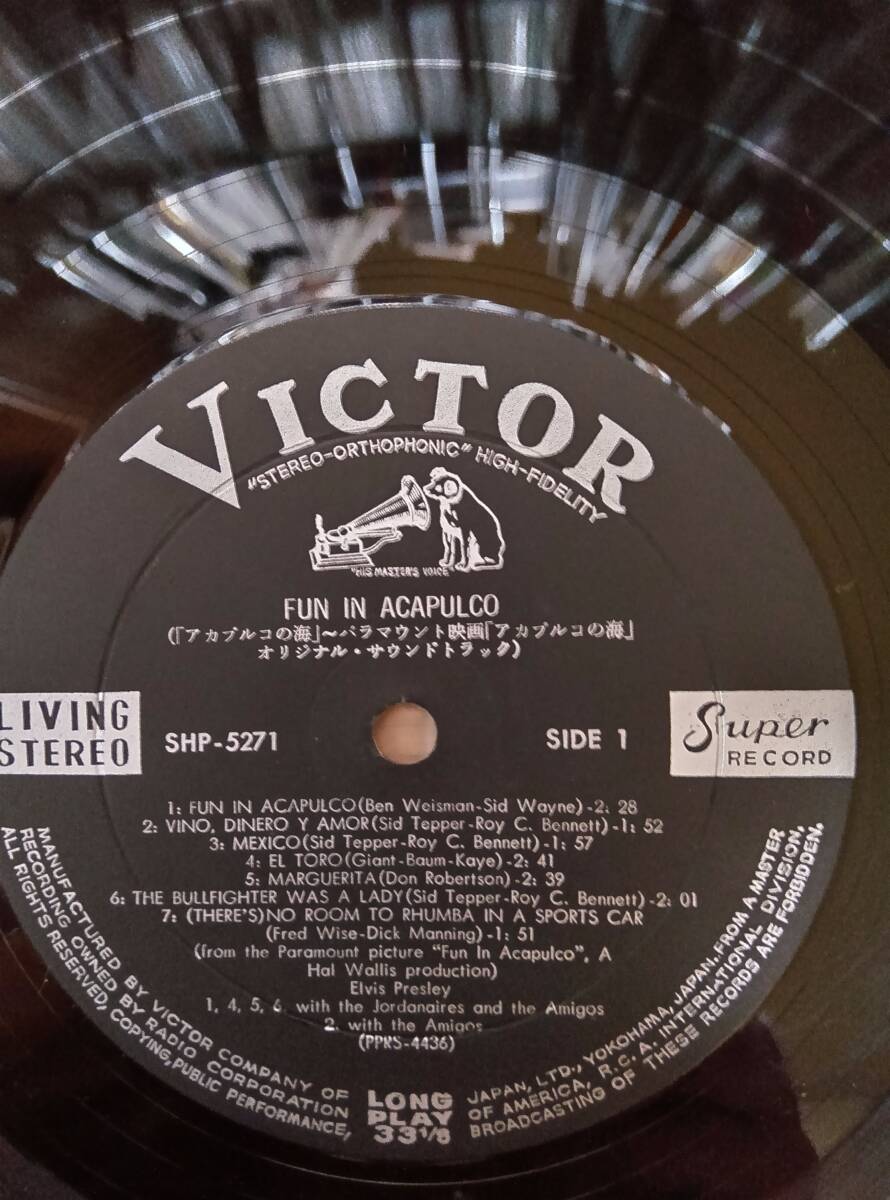 VICTOR
"STEREO-ORTHOPHONIC" HIGH-FIDELITY
"HIS MASTER'S VOICE"
FUN IN ACAPULCO
(『アカプルコの海』~パラマウント映画『アカプルコの海』
オリジナル・サウンドトラック)
LIVING
STEREO
SHP-5271
SIDE 1
Super
RECORD
1: FUN IN ACAPULCO(Ben Weisman-Sid Wayne)-2: 28
2: VINO, DINERO Y AMOR(Sid Tepper-Roy C. Bennett)-1: 52
3: MEXICO(Sid Tepper-Roy C. Bennett)-1: 57
4: EL TORO(Giant-Baum-Kaye)-2: 41
5: MARGUERITA(Don Robertson)-2: 39
6: THE BULLFIGHTER WAS A LADY(Sid Tepper-Roy C. Bennett)-2: 01
7: (THERE'S)NO ROOM TO RHUMBA IN A SPORTS CAR
(Fred Wise-Dick Manning)-1: 51
(from the Paramount picture "Fun In Acapulco", A
Hal Wallis production)
Elvis Presley
1, 4, 5, 6, with the Jordanaires and the Amigos
2, with the Amigos
(PPRS-4436)
MANUFACTURED BY VICTOR COMPANY OF JAPAN, LTD., YOKOHAMA, JAPAN, FROM A MASTER
RECORDING OWNED BY RADIO CORPORATION OF AMERICA, R.C.A. INTERNATIONAL DIVISION,
ALL RIGHTS RESERVED, COPYING, PUBLIC PERFORMANCE, BROADCASTING OF THESE RECORDS ARE FORBIDDEN.
LONG
PLAY
33 1/3